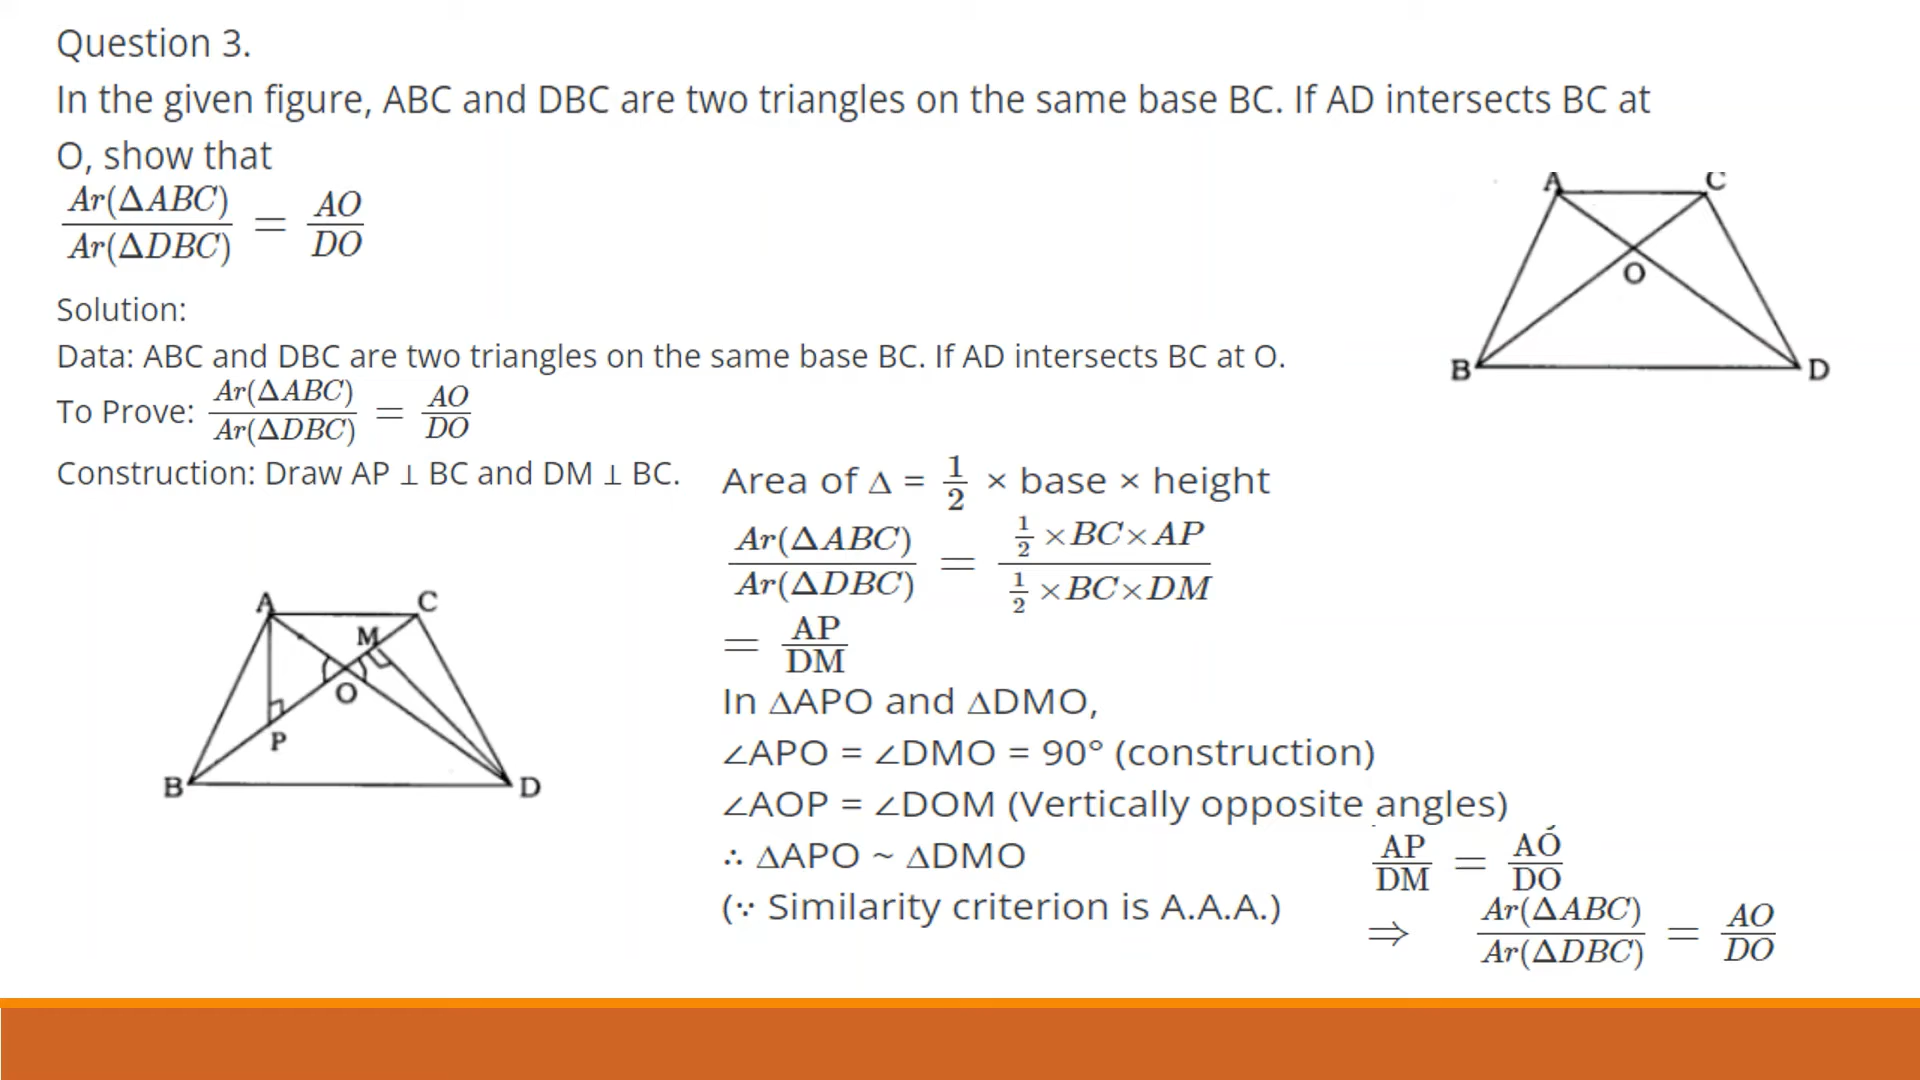 Question 3.
In the given figure, ABC and DBC are two triangles on the same base BC. If AD intersects BC at
O, show that
Ar(ΔABC)/Ar(ΔDBC) = AO/DO
A C
O
B D
Solution:
Data: ABC and DBC are two triangles on the same base BC. If AD intersects BC at O.
To Prove: Ar(ΔABC)/Ar(ΔDBC) = AO/DO
Construction: Draw AP ⊥ BC and DM ⊥ BC.
A C
M
O
P
B D
Area of Δ = 1/2 × base × height
Ar(ΔABC)/Ar(ΔDBC) = (1/2 ×BC×AP)/(1/2 ×BC×DM)
= AP/DM
In ΔAPO and ΔDMO,
∠APO = ∠DMO = 90° (construction)
∠AOP = ∠DOM (Vertically opposite angles)
∴ ΔAPO ~ ΔDMO
(∵ Similarity criterion is A.A.A.)
AP/DM = AO/DO
⇒ Ar(ΔABC)/Ar(ΔDBC) = AO/DO